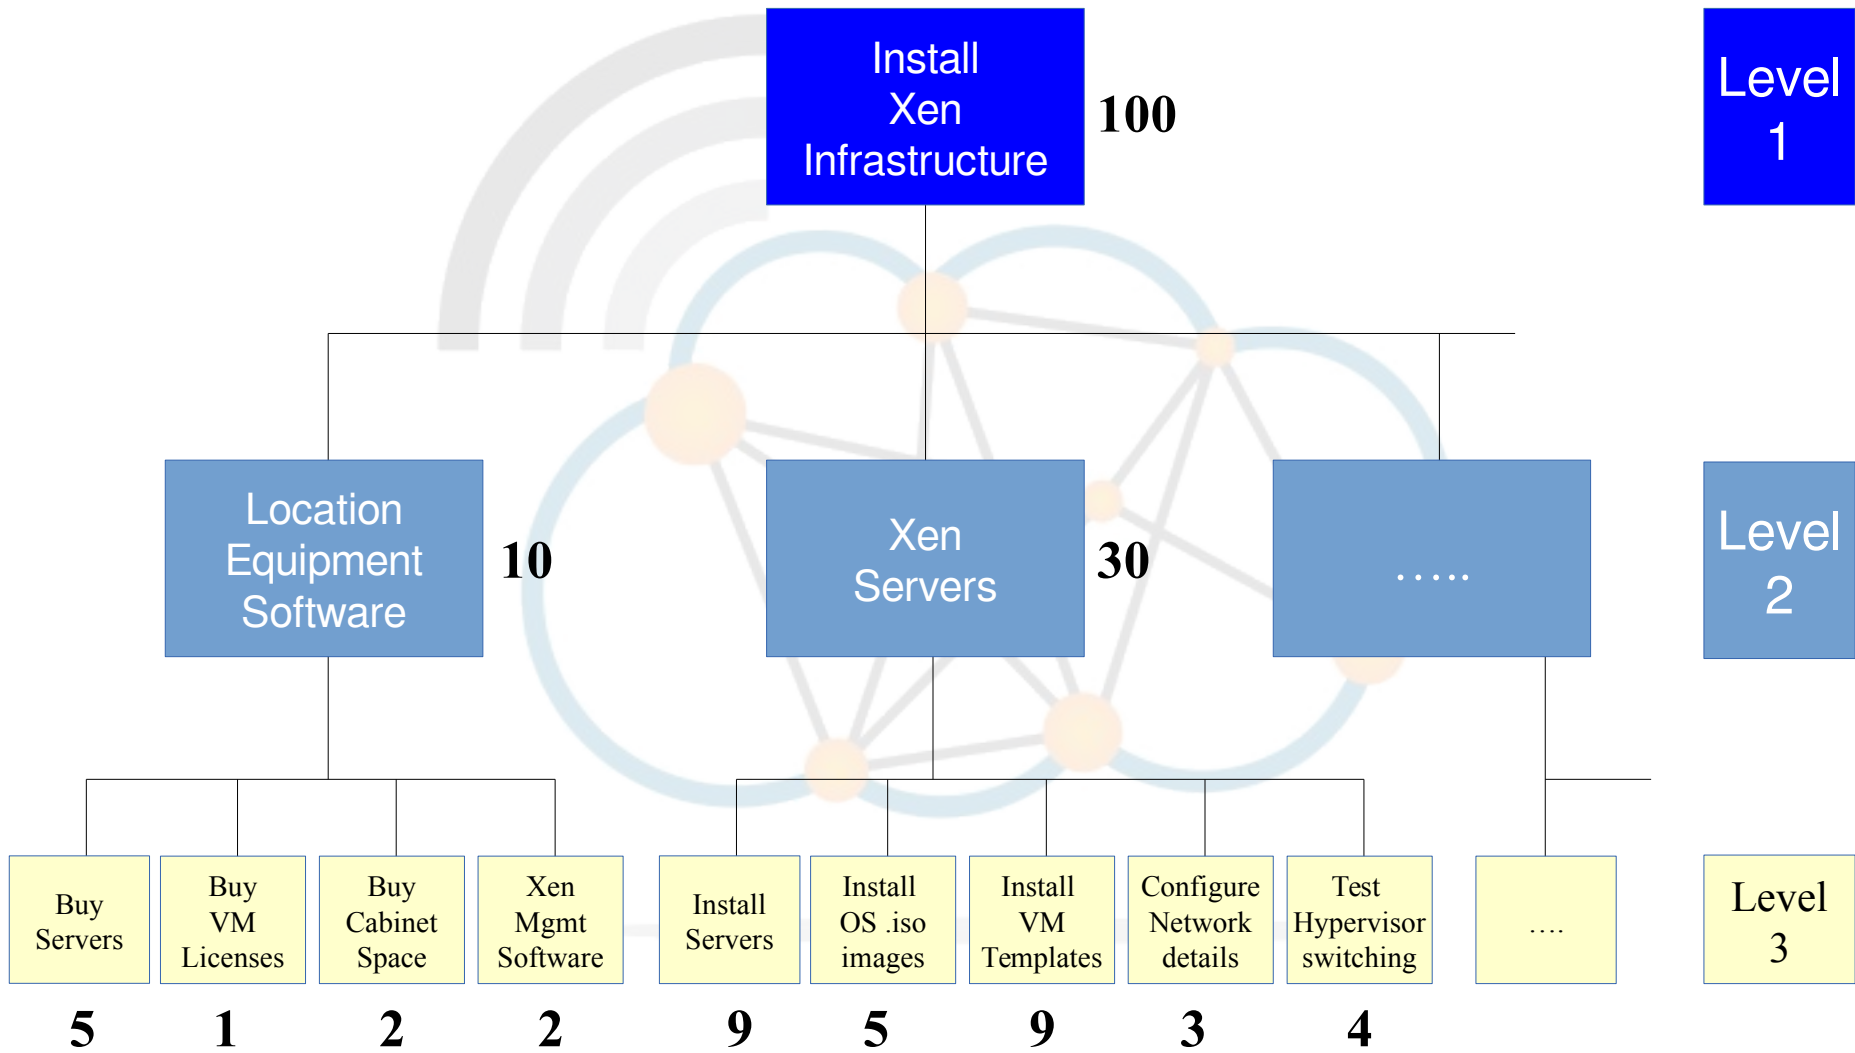 Install
Xen
Infrastructure
100
Level
1
Location
Equipment
Software
10
Xen
Servers
30
.....
Level
2
Buy
Servers
Buy
VM
Licenses
Buy
Cabinet
Space
Xen
Mgmt
Software
Install
Servers
Install
OS .iso
images
Install
VM
Templates
Configure
Network
details
Test
Hypervisor
switching
....
Level
3
5
1
2
2
9
5
9
3
4